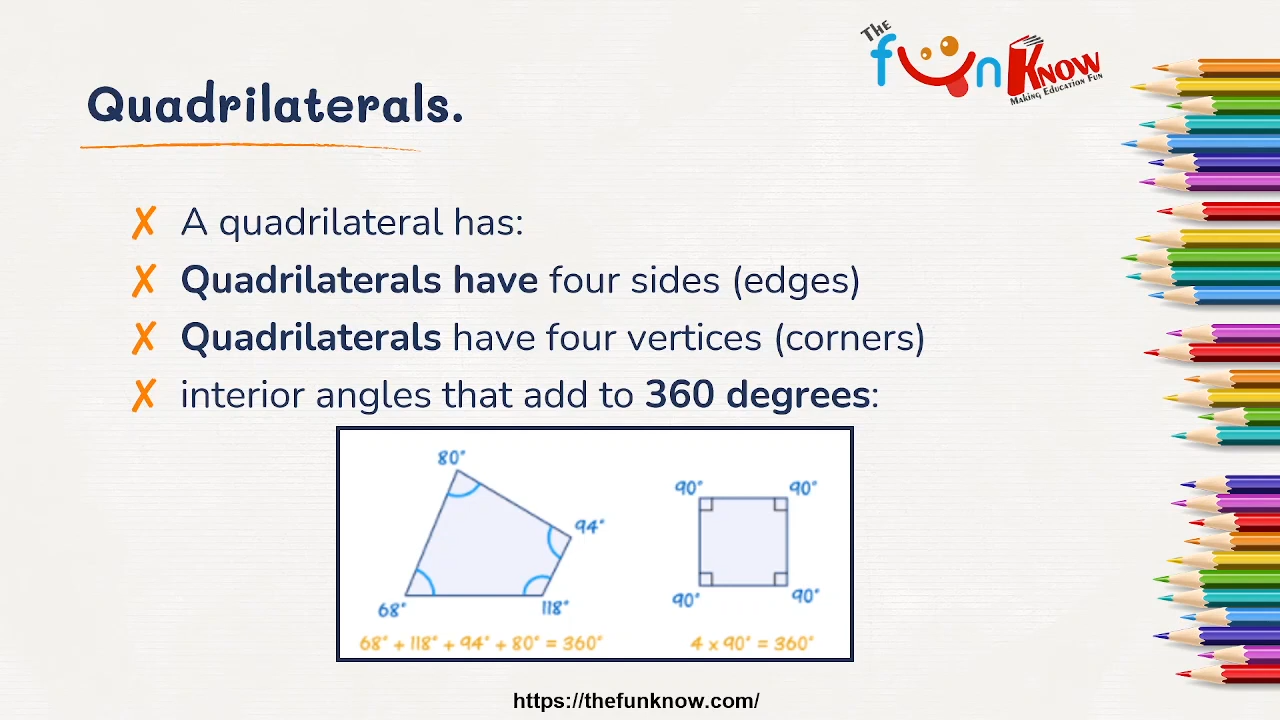 The funKnow
Making Education Fun
Quadrilaterals.
✗ A quadrilateral has:
✗ Quadrilaterals have four sides (edges)
✗ Quadrilaterals have four vertices (corners)
✗ interior angles that add to 360 degrees:
80°
94°
68°
118°
68° + 118° + 94° + 80° = 360°
90° 90°
90° 90°
4 x 90° = 360°
https://thefunknow.com/